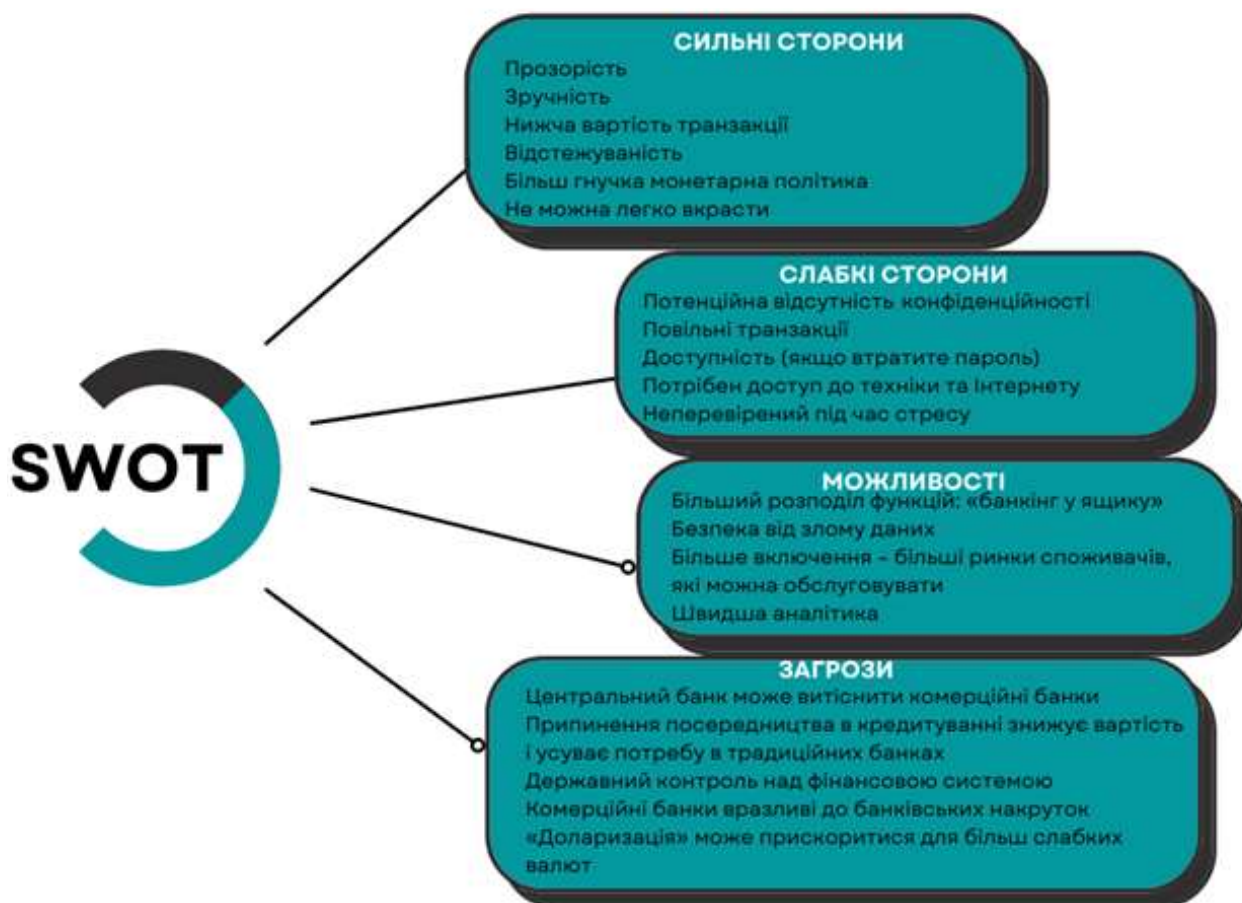 СИЛЬНІ СТОРОНИ
Прозорість
Зручність
Нижча вартість транзакції
Відстежуваність
Більш гнучка монетарна політика
Не можна легко вкрасти
СЛАБКІ СТОРОНИ
Потенційна відсутність конфіденційності
Повільні транзакції
Доступність (якщо втратите пароль)
Потрібен доступ до техніки та Інтернету
Неперевірений під час стресу
SWOT
МОЖЛИВОСТІ
Більший розподіл функцій: «банкінг у ящику»
Безпека від злому даних
Більше включення – більші ринки споживачів,
які можна обслуговувати
Швидша аналітика
ЗАГРОЗИ
Центральний банк може витіснити комерційні банки
Припинення посередництва в кредитуванні знижує вартість
і усуває потребу в традиційних банках
Державний контроль над фінансовою системою
Комерційні банки вразливі до банківських накруток
«Доларизація» може прискоритися для більш слабких
валют